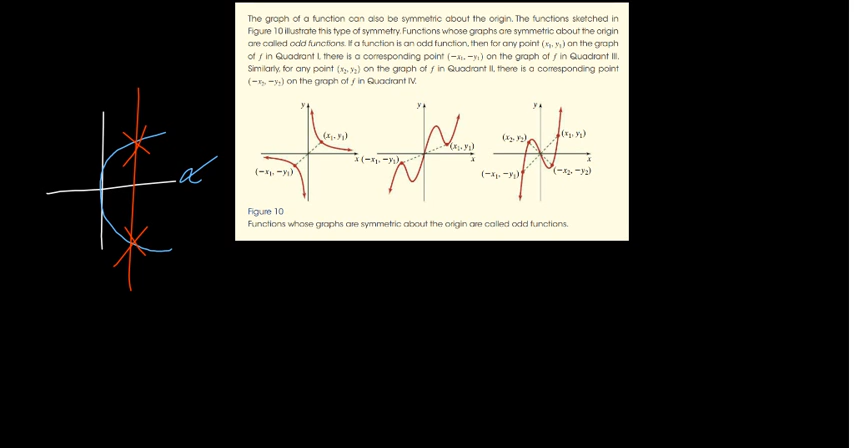 The graph of a function can also be symmetric about the origin. The functions sketched in
Figure 10 illustrate this type of symmetry. Functions whose graphs are symmetric about the origin
are called odd functions. If a function is an odd function, then for any point (x₁, y₁) on the graph
of f in Quadrant I, there is a corresponding point (−x₁, −y₁) on the graph of f in Quadrant III.
Similarly, for any point (x₂, y₂) on the graph of f in Quadrant II, there is a corresponding point
(−x₂, −y₂) on the graph of f in Quadrant IV.
y
(x₁, y₁)
x
(−x₁, −y₁)
y
(x₁, y₁)
x
(−x₁, −y₁)
y
(x₂, y₂)
(x₁, y₁)
x
(−x₁, −y₁)
(−x₂, −y₂)
Figure 10
Functions whose graphs are symmetric about the origin are called odd functions.
x